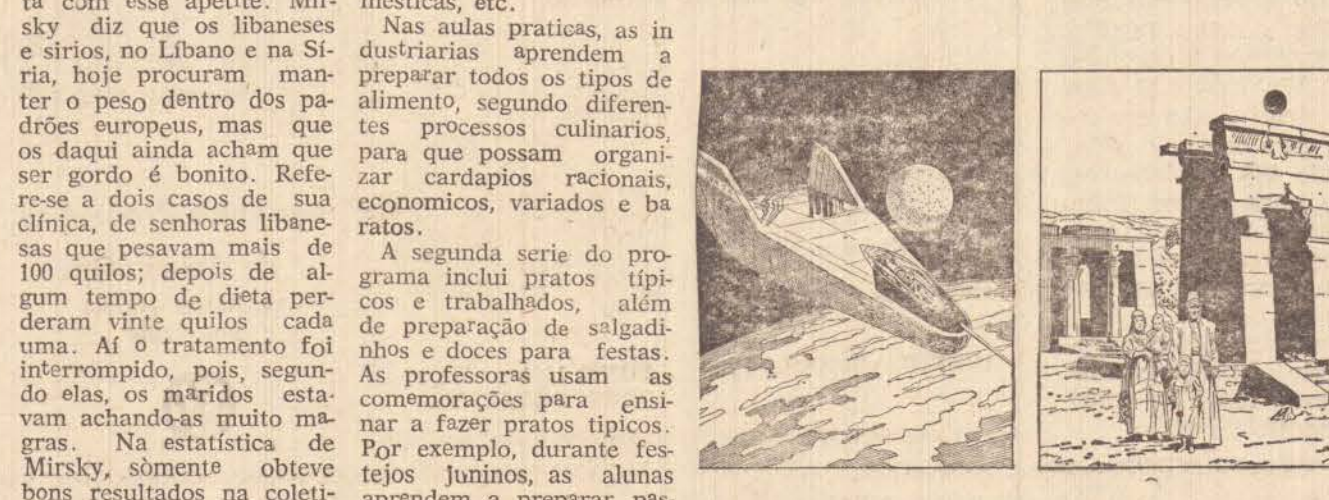 ta com esse apetite. Mir-
sky diz que os libaneses
e sirios, no Líbano e na Sí-
ria, hoje procuram man-
ter o peso dentro dos pa-
drões europeus, mas que
os daqui ainda acham que
ser gordo é bonito. Refe-
re-se a dois casos de sua
clínica, de senhoras libane-
sas que pesavam mais de
100 quilos; depois de al-
gum tempo de dieta per-
deram vinte quilos cada
uma. Aí o tratamento foi
interrompido, pois, segun-
do elas, os maridos esta-
vam achando-as muito ma-
gras. Na estatística de
Mirsky, sòmente obteve
bons resultados na coleti-
mésticas, etc.
Nas aulas praticas, as in
dustriarias aprendem a
preparar todos os tipos de
alimento, segundo diferen-
tes processos culinarios,
para que possam organi-
zar cardapios racionais,
economicos, variados e ba
ratos.
A segunda serie do pro-
grama inclui pratos típi-
cos e trabalhados, além
de preparação de salgadi-
nhos e doces para festas.
As professoras usam as
comemorações para ensi-
nar a fazer pratos tipicos.
Por exemplo, durante fes-
tejos juninos, as alunas
aprendem a preparar pas-